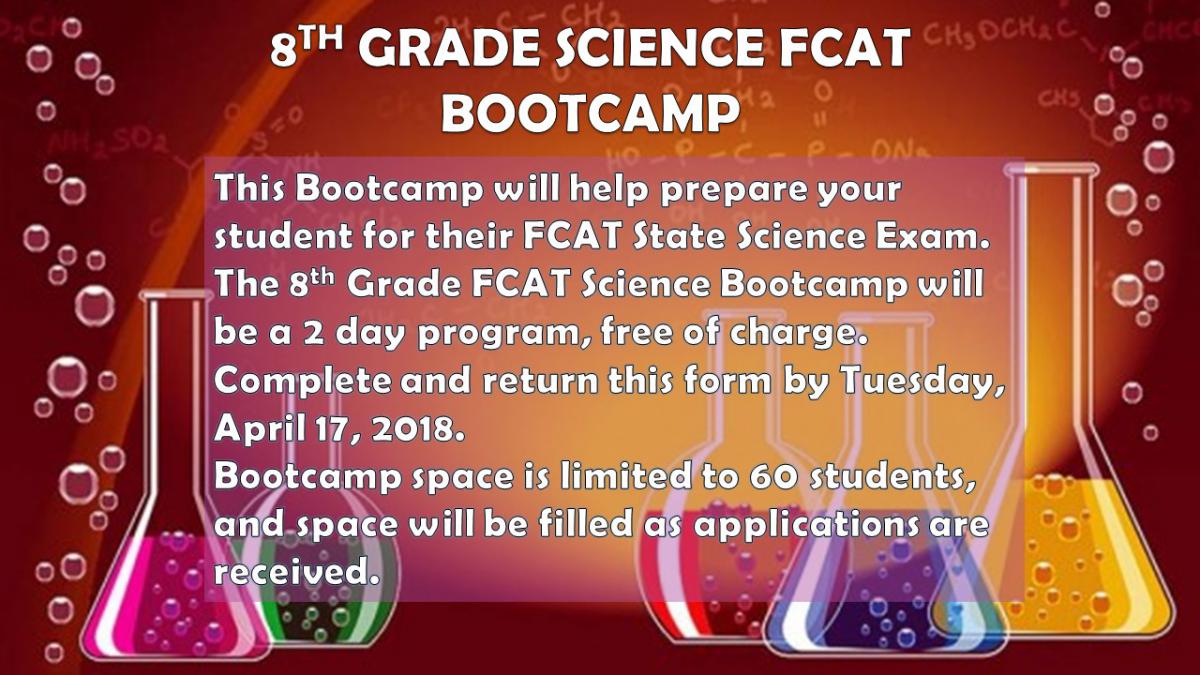 8TH GRADE SCIENCE FCAT
BOOTCAMP
This Bootcamp will help prepare your
student for their FCAT State Science Exam.
The 8th Grade FCAT Science Bootcamp will
be a 2 day program, free of charge.
Complete and return this form by Tuesday,
April 17, 2018.
Bootcamp space is limited to 60 students,
and space will be filled as applications are
received.